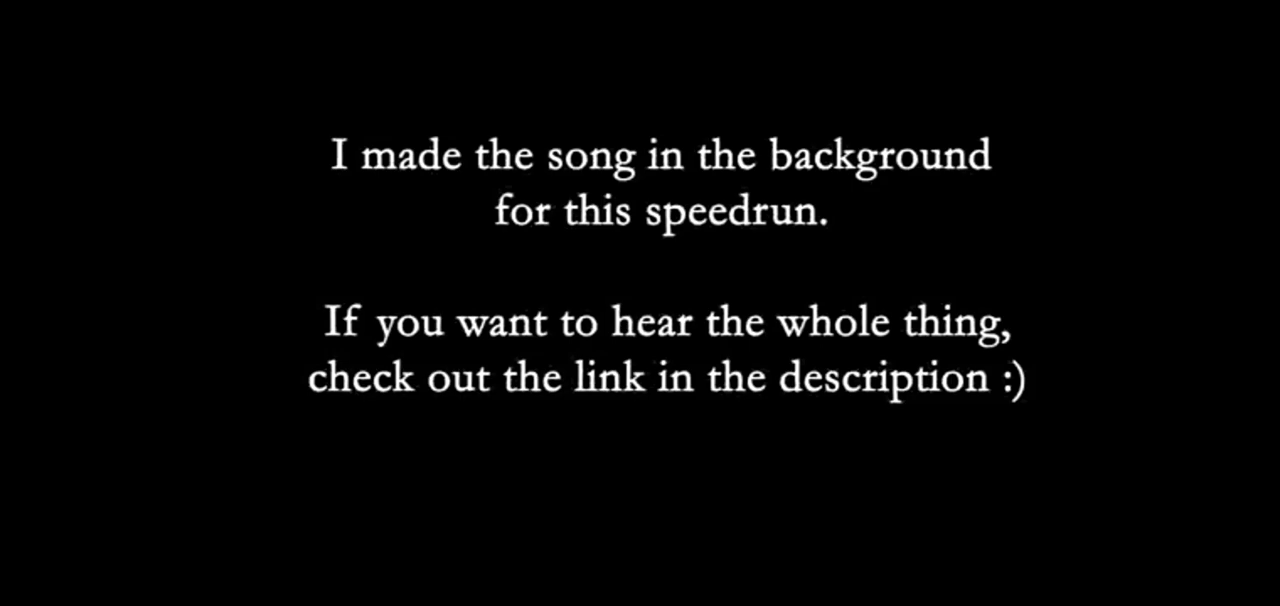 I made the song in the background
for this speedrun.
If you want to hear the whole thing,
check out the link in the description :)